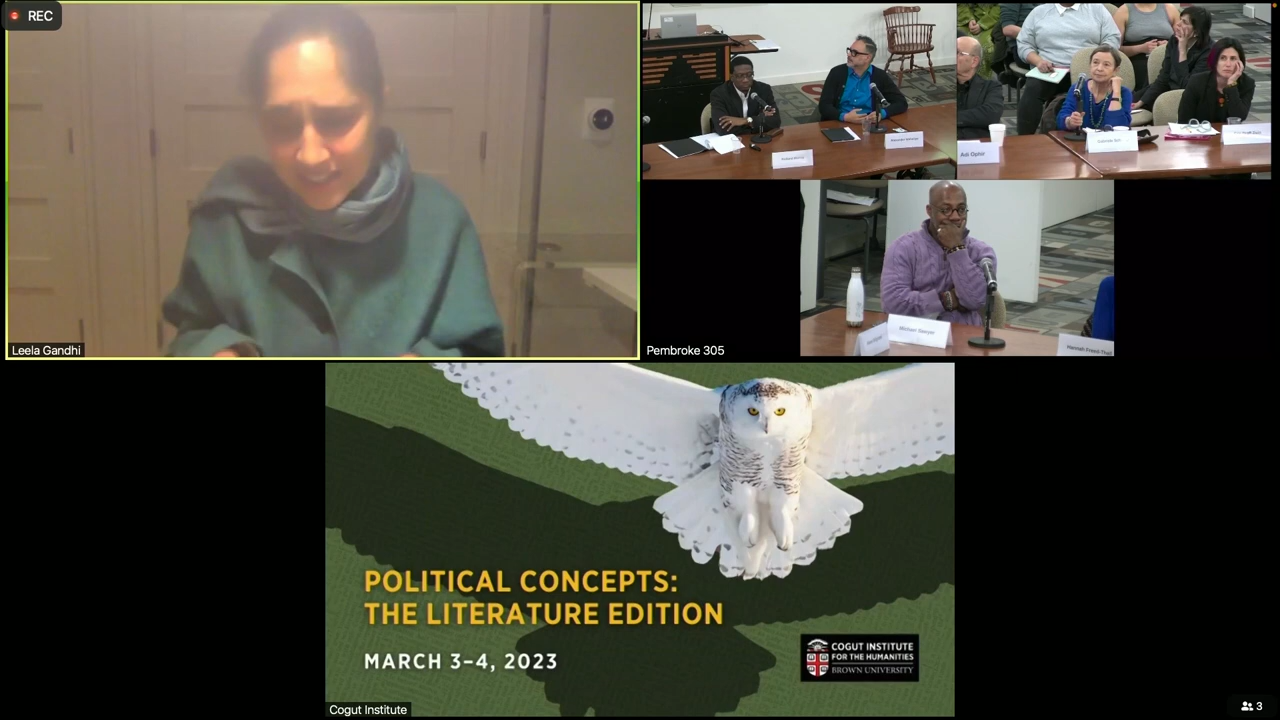 REC
Leela Gandhi
Adi Ophir
Pembroke 305
Michael Sawyer
POLITICAL CONCEPTS:
THE LITERATURE EDITION
MARCH 3–4, 2023
COGUT INSTITUTE
FOR THE HUMANITIES
BROWN UNIVERSITY
Cogut Institute
3